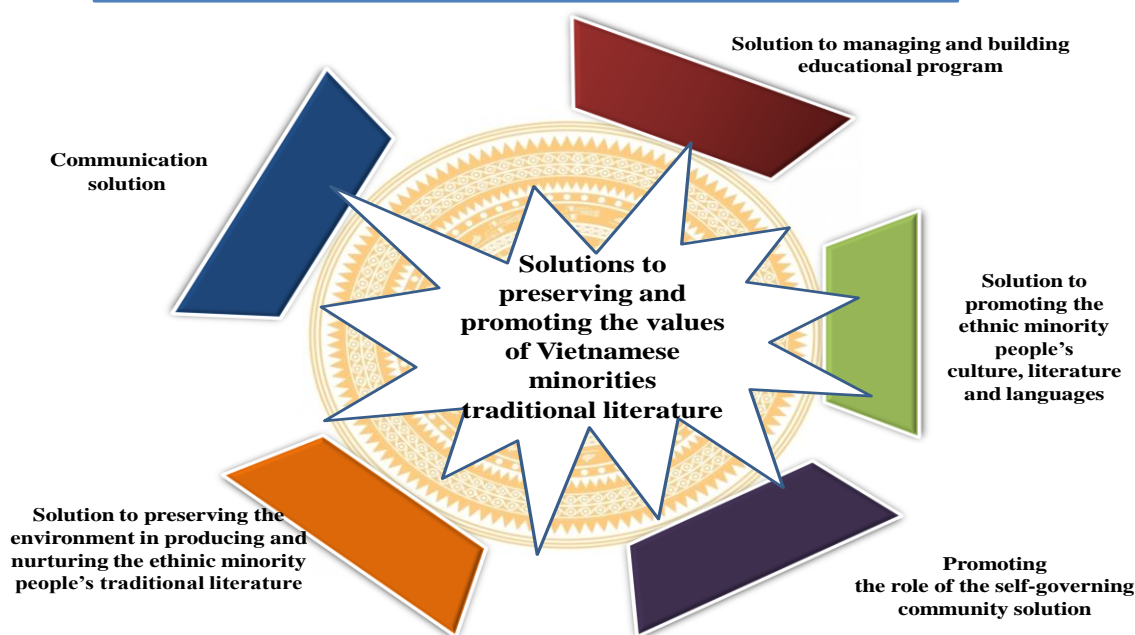 Solution to managing and building
educational program
Communication
solution
Solutions to
preserving and
promoting the values
of Vietnamese
minorities
traditional literature
Solution to
promoting the
ethnic minority
people’s
culture, literature
and languages
Solution to preserving the
environment in producing and
nurturing the ethinic minority
people’s traditional literature
Promoting
the role of the self-governing
community solution